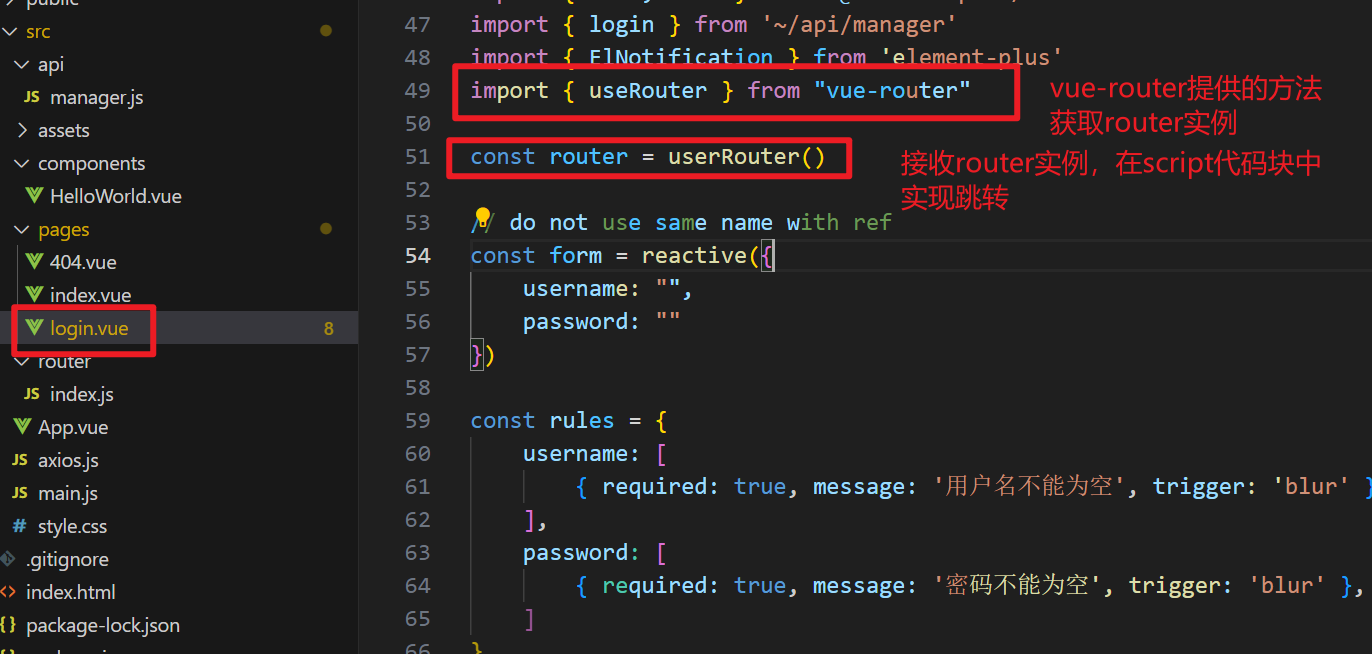 public
src
api
JS manager.js
assets
components
HelloWorld.vue
pages
404.vue
index.vue
login.vue 8
router
JS index.js
App.vue
JS axios.js
JS main.js
# style.css
.gitignore
<> index.html
{} package-lock.json
47 import { login } from '~/api/manager'
48 import { ElNotification } from 'element-plus'
49 import { useRouter } from "vue-router"
50
51 const router = userRouter()
52
53 // do not use same name with ref
54 const form = reactive({
55 username: "",
56 password: ""
57 })
58
59 const rules = {
60 username: [
61 { required: true, message: '用户名不能为空', trigger: 'blur' }
62 ],
63 password: [
64 { required: true, message: '密码不能为空', trigger: 'blur' },
65 ]
66 }
vue-router提供的方法
获取router实例
接收router实例，在script代码块中
实现跳转